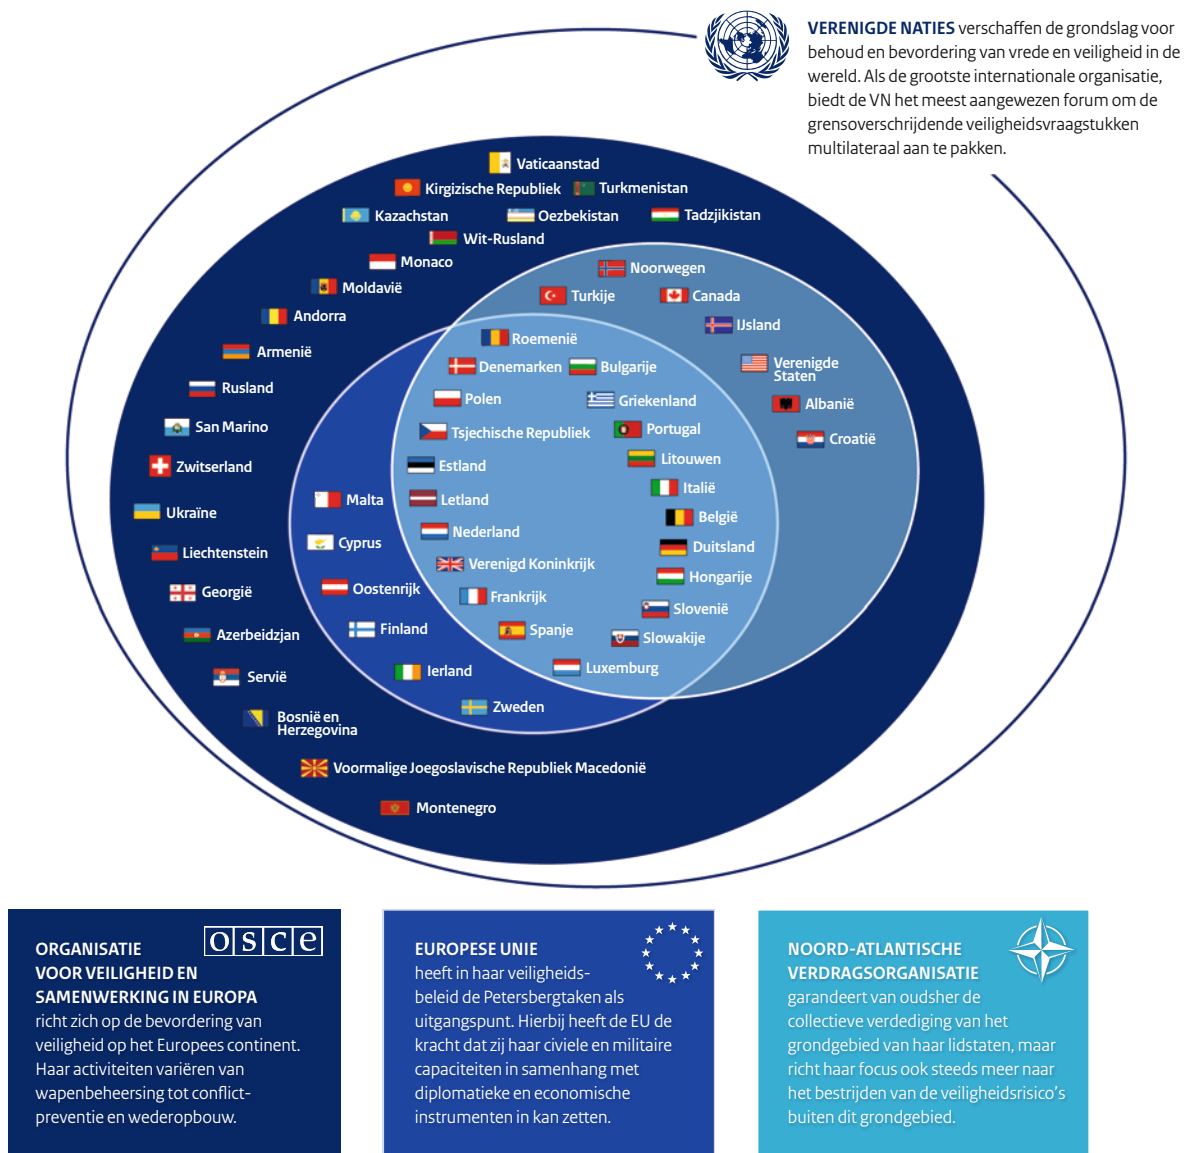 VERENIGDE NATIES verschaffen de grondslag voor
behoud en bevordering van vrede en veiligheid in de
wereld. Als de grootste internationale organisatie,
biedt de VN het meest aangewezen forum om de
grensoverschrijdende veiligheidsvraagstukken
multilateraal aan te pakken.
Vaticaanstad
Kirgizische Republiek
Turkmenistan
Kazachstan
Oezbekistan
Tadzjikistan
Wit-Rusland
Monaco
Moldavië
Andorra
Armenië
Rusland
San Marino
Zwitserland
Ukraïne
Liechtenstein
Georgië
Azerbeidzjan
Servië
Bosnië en
Herzegovina
Voormalige Joegoslavische Republiek Macedonië
Montenegro
Noorwegen
Turkije
Canada
IJsland
Verenigde
Staten
Albanië
Croatië
Roemenië
Denemarken
Bulgarije
Polen
Griekenland
Tsjechische Republiek
Portugal
Estland
Litouwen
Letland
Italië
Nederland
België
Verenigd Koninkrijk
Duitsland
Frankrijk
Hongarije
Spanje
Slovenië
Slowakije
Luxemburg
Malta
Cyprus
Oostenrijk
Finland
Ierland
Zweden
ORGANISATIE
VOOR VEILIGHEID EN
SAMENWERKING IN EUROPA
richt zich op de bevordering van
veiligheid op het Europees continent.
Haar activiteiten variëren van
wapenbeheersing tot conflict-
preventie en wederopbouw.
osce
EUROPESE UNIE
heeft in haar veiligheids-
beleid de Petersbergtaken als
uitgangspunt. Hierbij heeft de EU de
kracht dat zij haar civiele en militaire
capaciteiten in samenhang met
diplomatieke en economische
instrumenten in kan zetten.
NOORD-ATLANTISCHE
VERDRAGSORGANISATIE
garandeert van oudsher de
collectieve verdediging van het
grondgebied van haar lidstaten, maar
richt haar focus ook steeds meer naar
het bestrijden van de veiligheidsrisico's
buiten dit grondgebied.